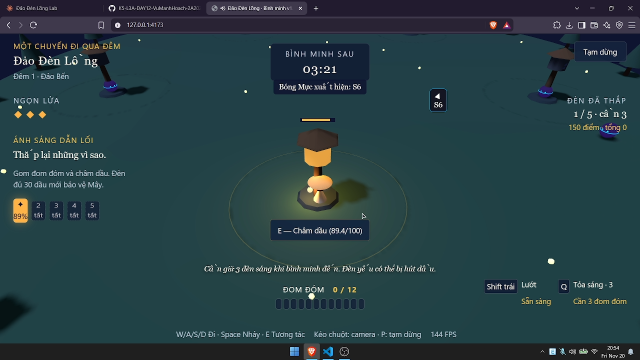 Đảo Đèn Lồng Lab
Đảo Đèn Lồng · Bình minh v
127.0.0.1:4173
MỘT CHUYẾN ĐI QUA ĐÊM
Đảo Đèn Lồng
Đêm 1 · Đảo Bến
NGỌN LỬA
ÁNH SÁNG DẪN LỐI
Thắp lại những vì sao.
Gom đom đóm và châm dầu. Đèn
đủ 30 dầu mới bảo vệ Mây.
89%
2 tắt
3 tắt
4 tắt
5 tắt
BÌNH MINH SAU
03:21
Bóng Mực xuất hiện: S6
S6
Tạm dừng
ĐÈN ĐÃ THẮP
1 / 5 · cần 3
150 điểm · tổng 0
E — Châm dầu (89.4/100)
Cần giữ 3 đèn sáng khi bình minh đến. Đèn yếu có thể bị hút dầu.
ĐOM ĐÓM 0 / 12
Shift trái Lướt
Sẵn sàng
Q Tỏa sáng · 3
Cần 3 đom đóm
W/A/S/D Đi · Space Nhảy · E Tương tác Kéo chuột: camera · P: tạm dừng 144 FPS
20:54
Fri Nov 20